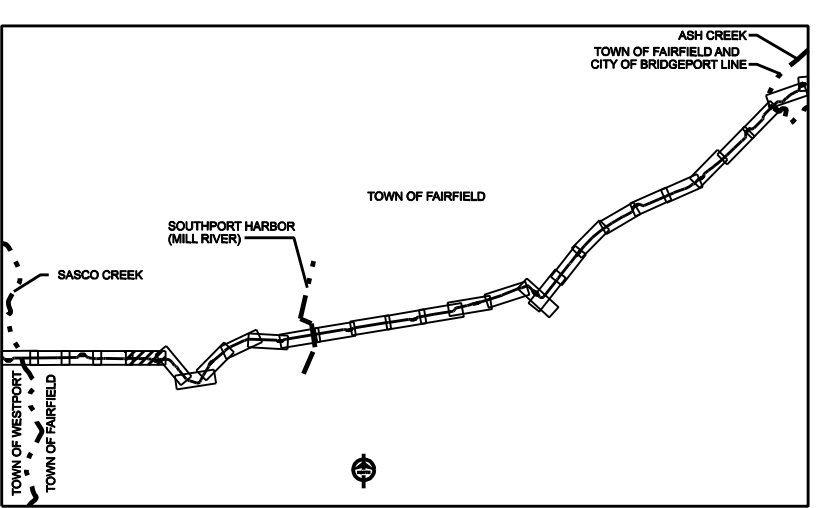 ASH CREEK
TOWN OF FAIRFIELD AND
CITY OF BRIDGEPORT LINE
TOWN OF FAIRFIELD
SOUTHPORT HARBOR
(MILL RIVER)
SASCO CREEK
TOWN OF WESTPORT
TOWN OF FAIRFIELD